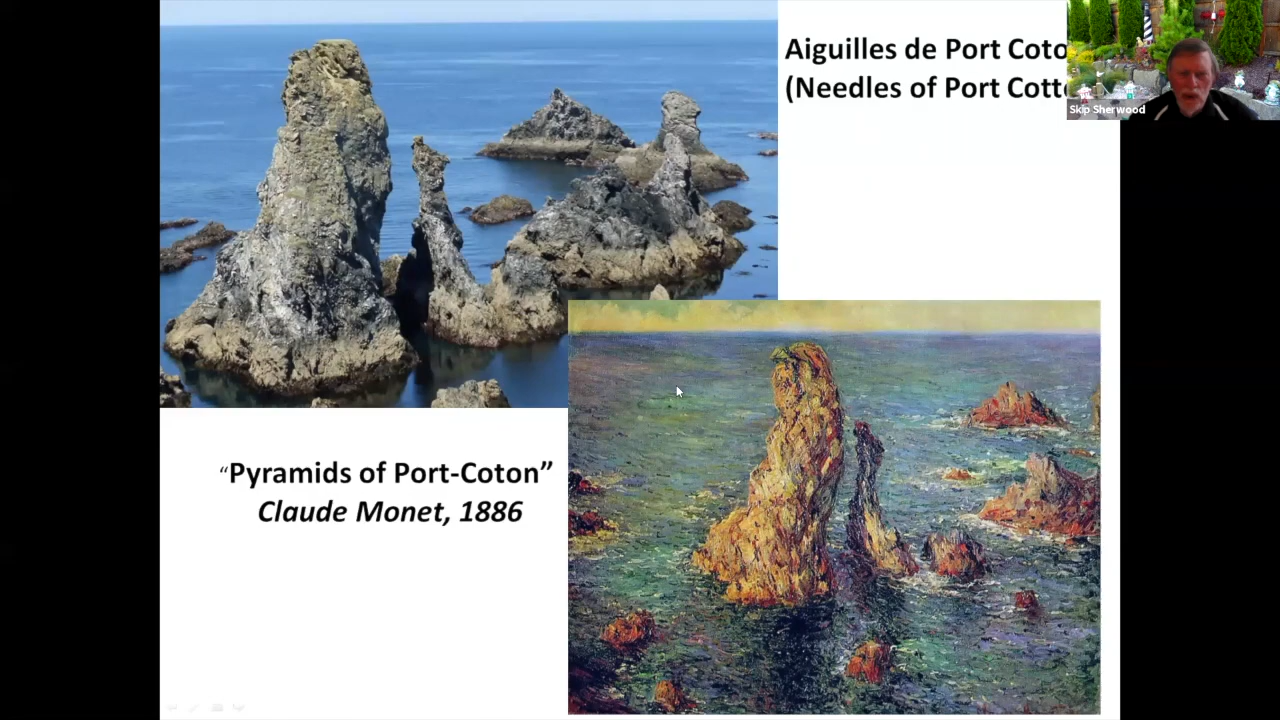 Aiguilles de Port Coto
(Needles of Port Cott
Skip Sherwood
“Pyramids of Port-Coton”
Claude Monet, 1886